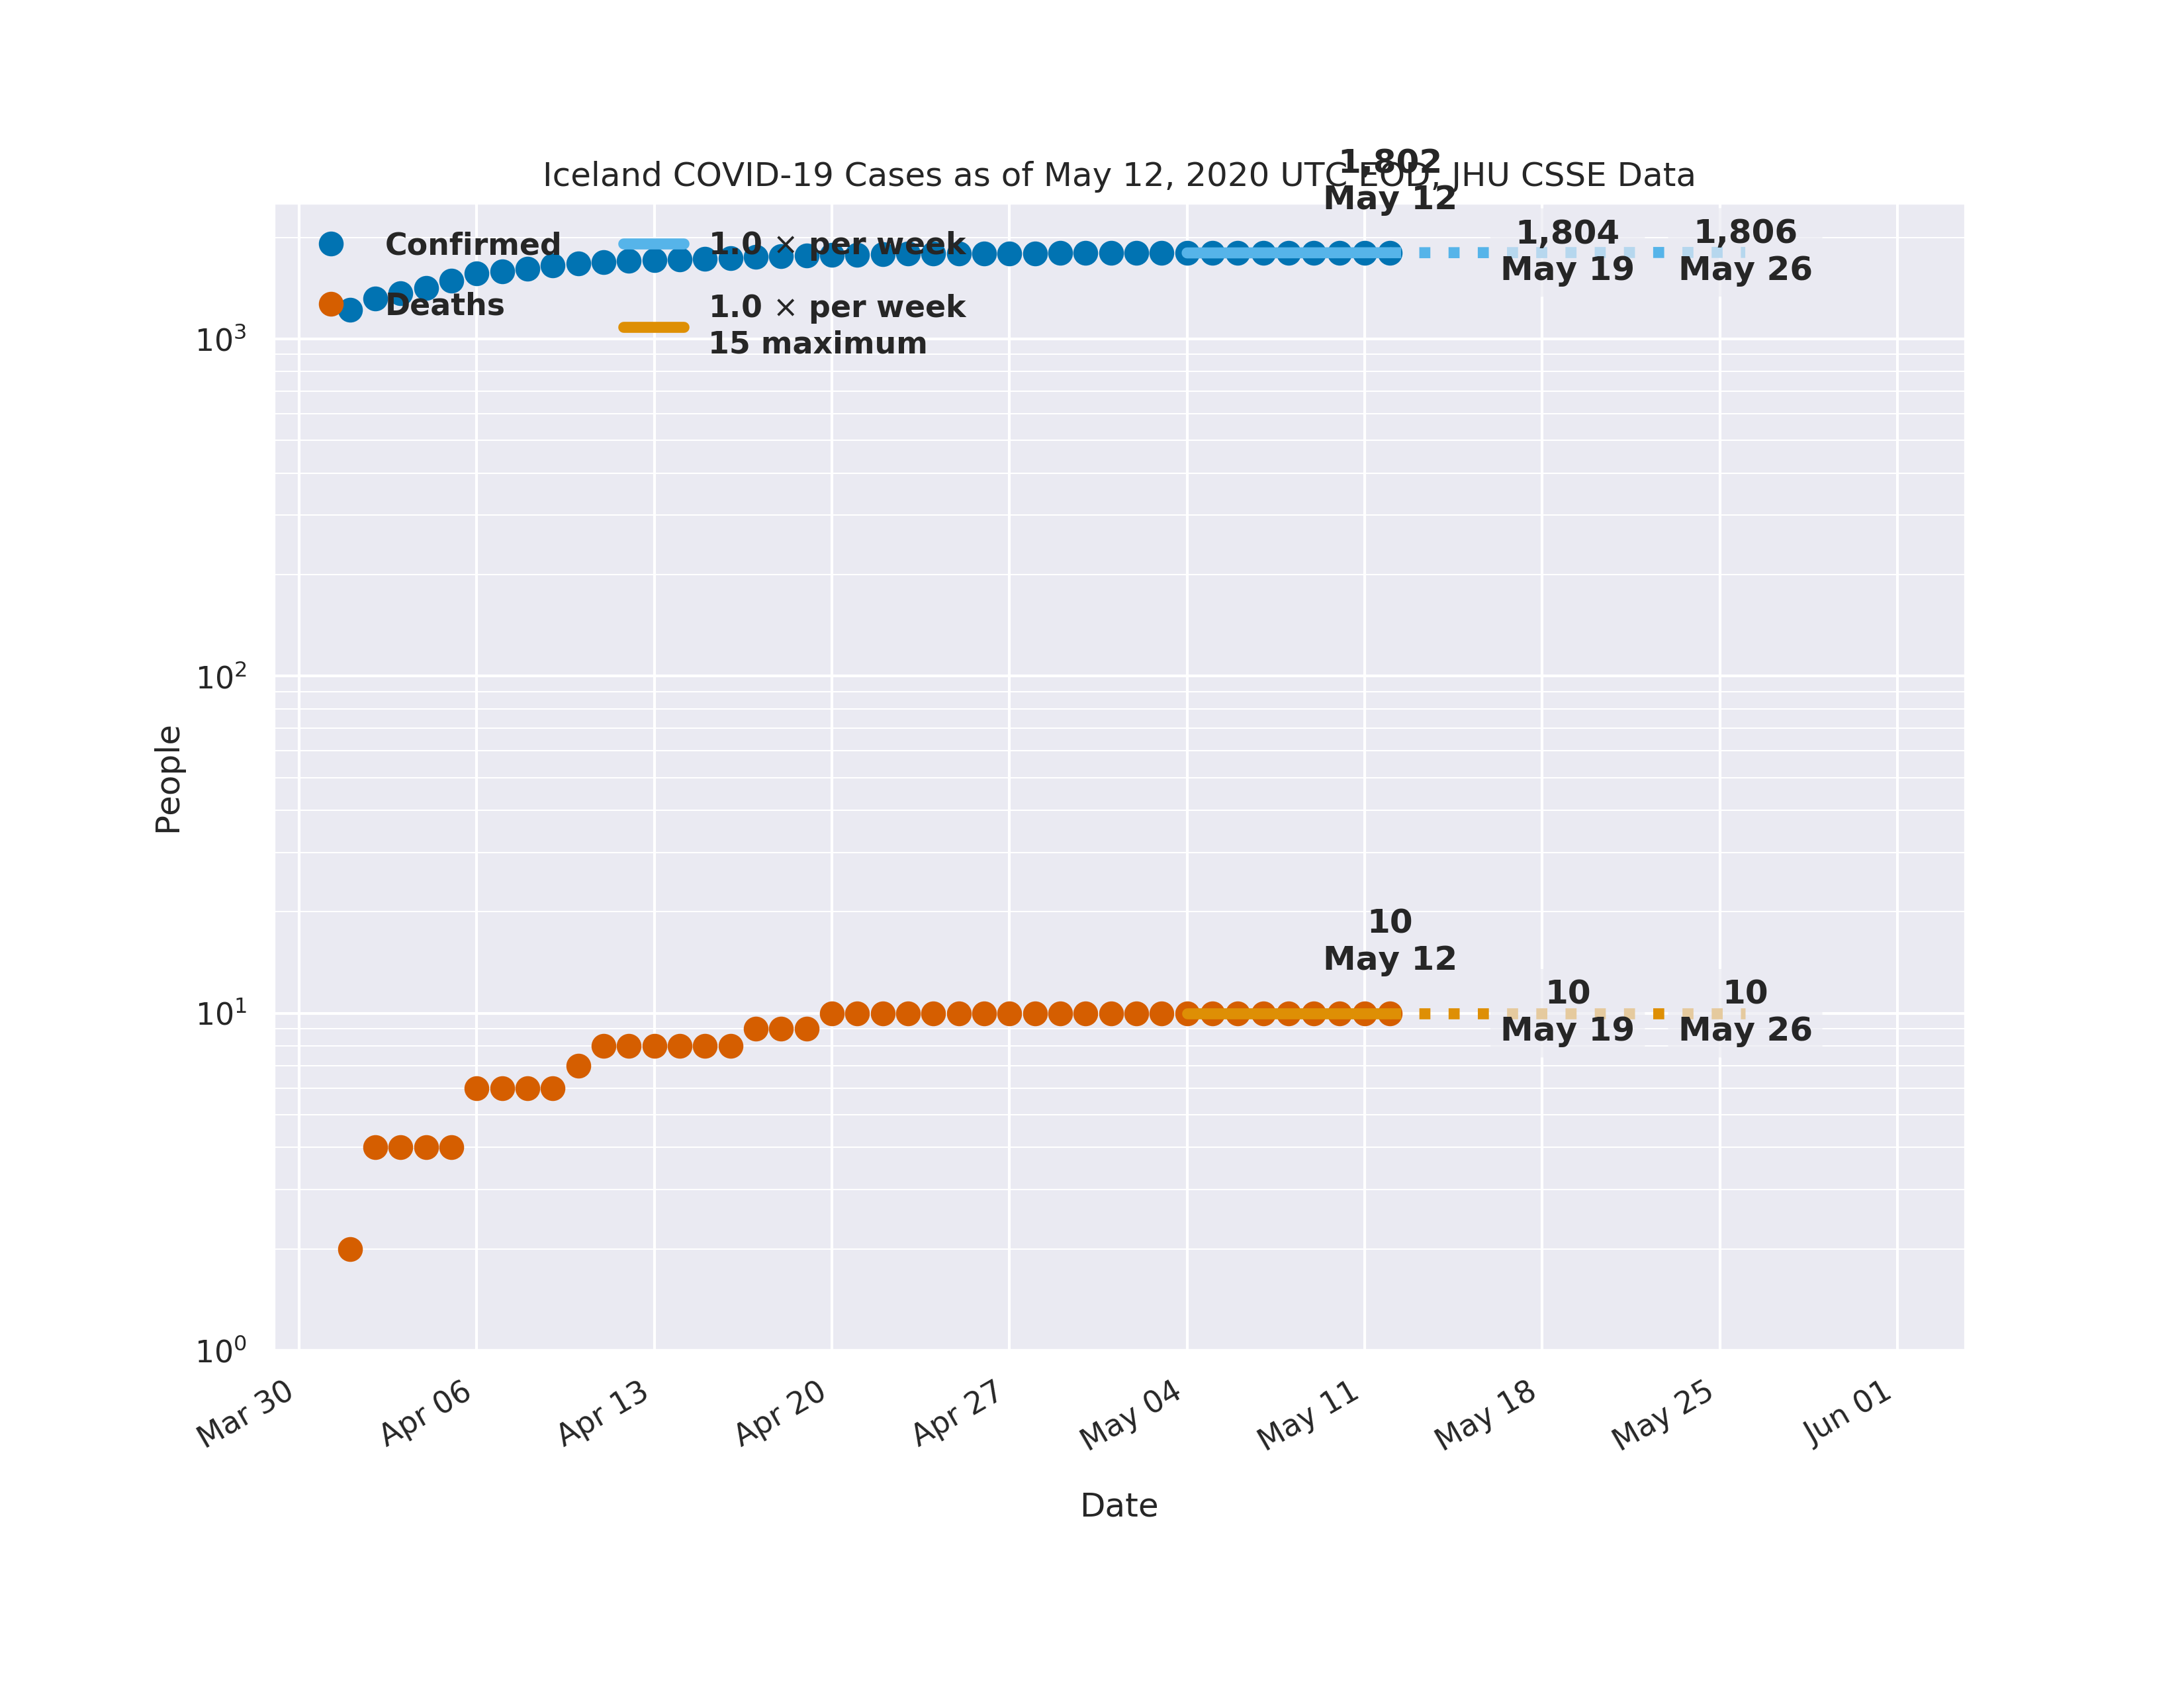 Iceland COVID-19 Cases as of May 12, 2020 UTC EOD, JHU CSSE Data
1,802
May 12
1,804
May 19
1,806
May 26
Confirmed
Deaths
1.0 × per week
1.0 × per week
15 maximum
10³
10²
10¹
10⁰
People
10
May 12
10
May 19
10
May 26
Mar 30
Apr 06
Apr 13
Apr 20
Apr 27
May 04
May 11
May 18
May 25
Jun 01
Date